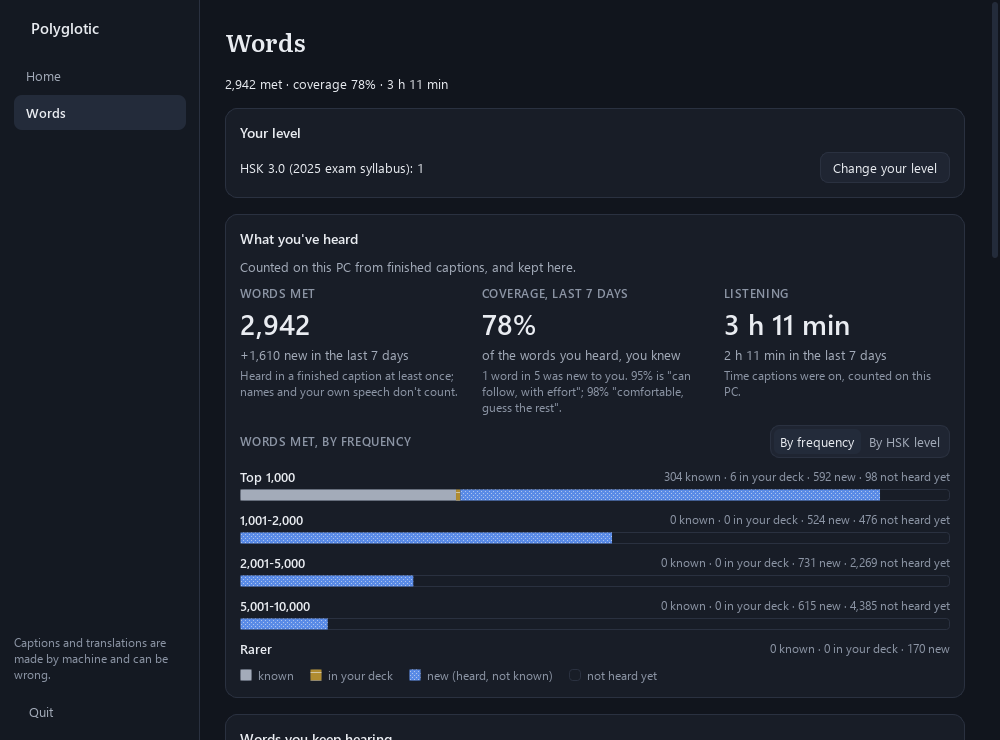 Polyglotic
Home
Words
Captions and translations are
made by machine and can be
wrong.
Quit
Words
2,942 met · coverage 78% · 3 h 11 min
Your level
HSK 3.0 (2025 exam syllabus): 1
Change your level
What you've heard
Counted on this PC from finished captions, and kept here.
WORDS MET
2,942
+1,610 new in the last 7 days
Heard in a finished caption at least once;
names and your own speech don't count.
COVERAGE, LAST 7 DAYS
78%
of the words you heard, you knew
1 word in 5 was new to you. 95% is "can
follow, with effort"; 98% "comfortable,
guess the rest".
LISTENING
3 h 11 min
2 h 11 min in the last 7 days
Time captions were on, counted on this
PC.
WORDS MET, BY FREQUENCY
By frequency
By HSK level
Top 1,000
304 known · 6 in your deck · 592 new · 98 not heard yet
1,001-2,000
0 known · 0 in your deck · 524 new · 476 not heard yet
2,001-5,000
0 known · 0 in your deck · 731 new · 2,269 not heard yet
5,001-10,000
0 known · 0 in your deck · 615 new · 4,385 not heard yet
Rarer
0 known · 0 in your deck · 170 new
known
in your deck
new (heard, not known)
not heard yet
Words you keep hearing